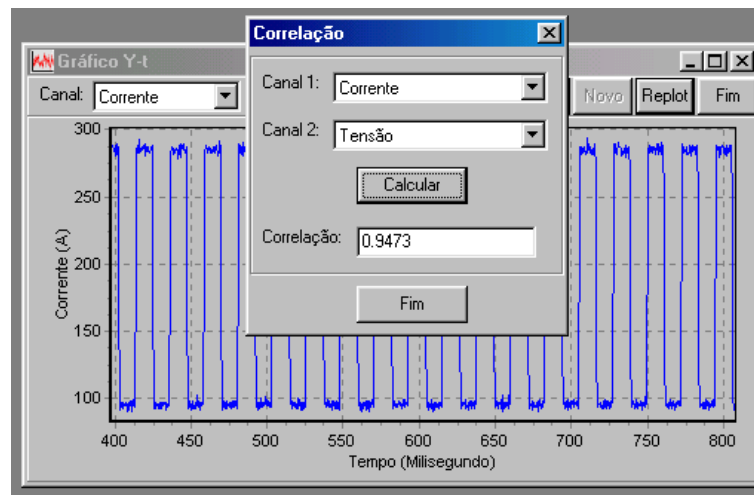 Correlação
Gráfico Y-t
Canal: Corrente
Novo Replot Fim
Canal 1: Corrente
Canal 2: Tensão
Calcular
Correlação: 0.9473
Fim
300
250
200
150
100
Corrente (A)
400 450 500 550 600 650 700 750 800
Tempo (Milisegundo)